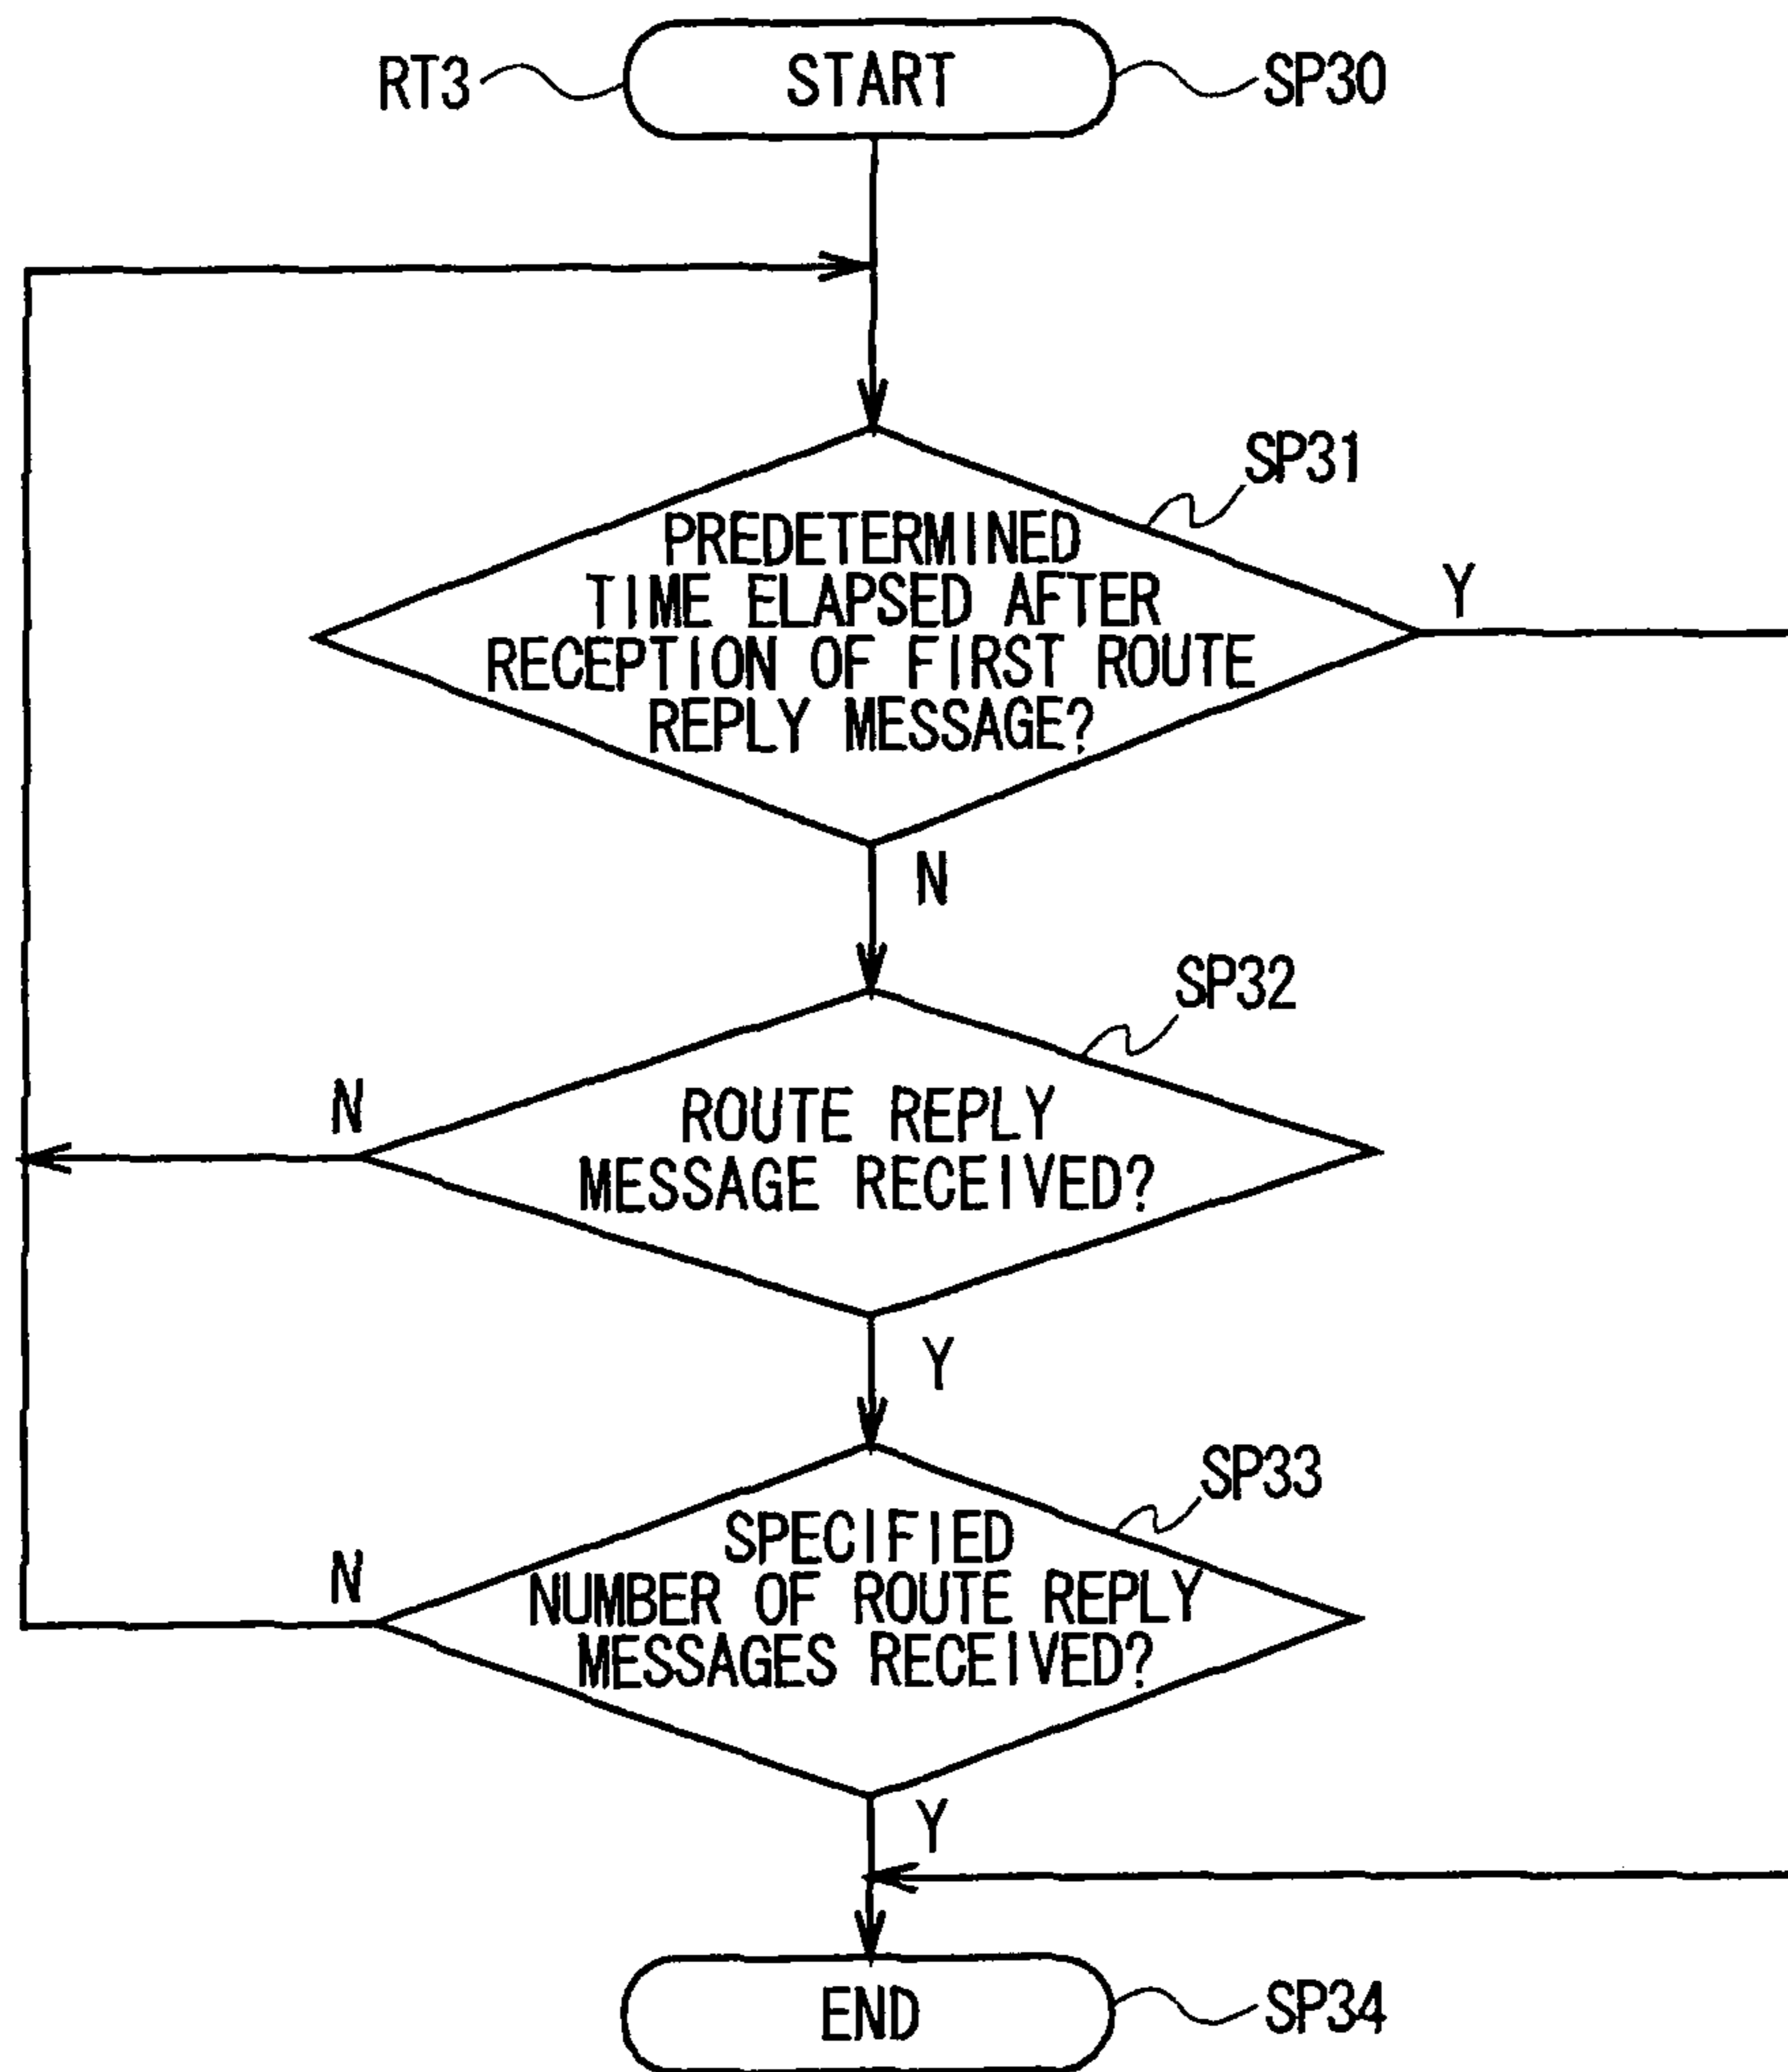 RT3
START
SP30
SP31
PREDETERMINED
TIME ELAPSED AFTER
RECEPTION OF FIRST ROUTE
REPLY MESSAGE?
Y
N
SP32
ROUTE REPLY
MESSAGE RECEIVED?
N
Y
SP33
SPECIFIED
NUMBER OF ROUTE REPLY
MESSAGES RECEIVED?
N
Y
END
SP34